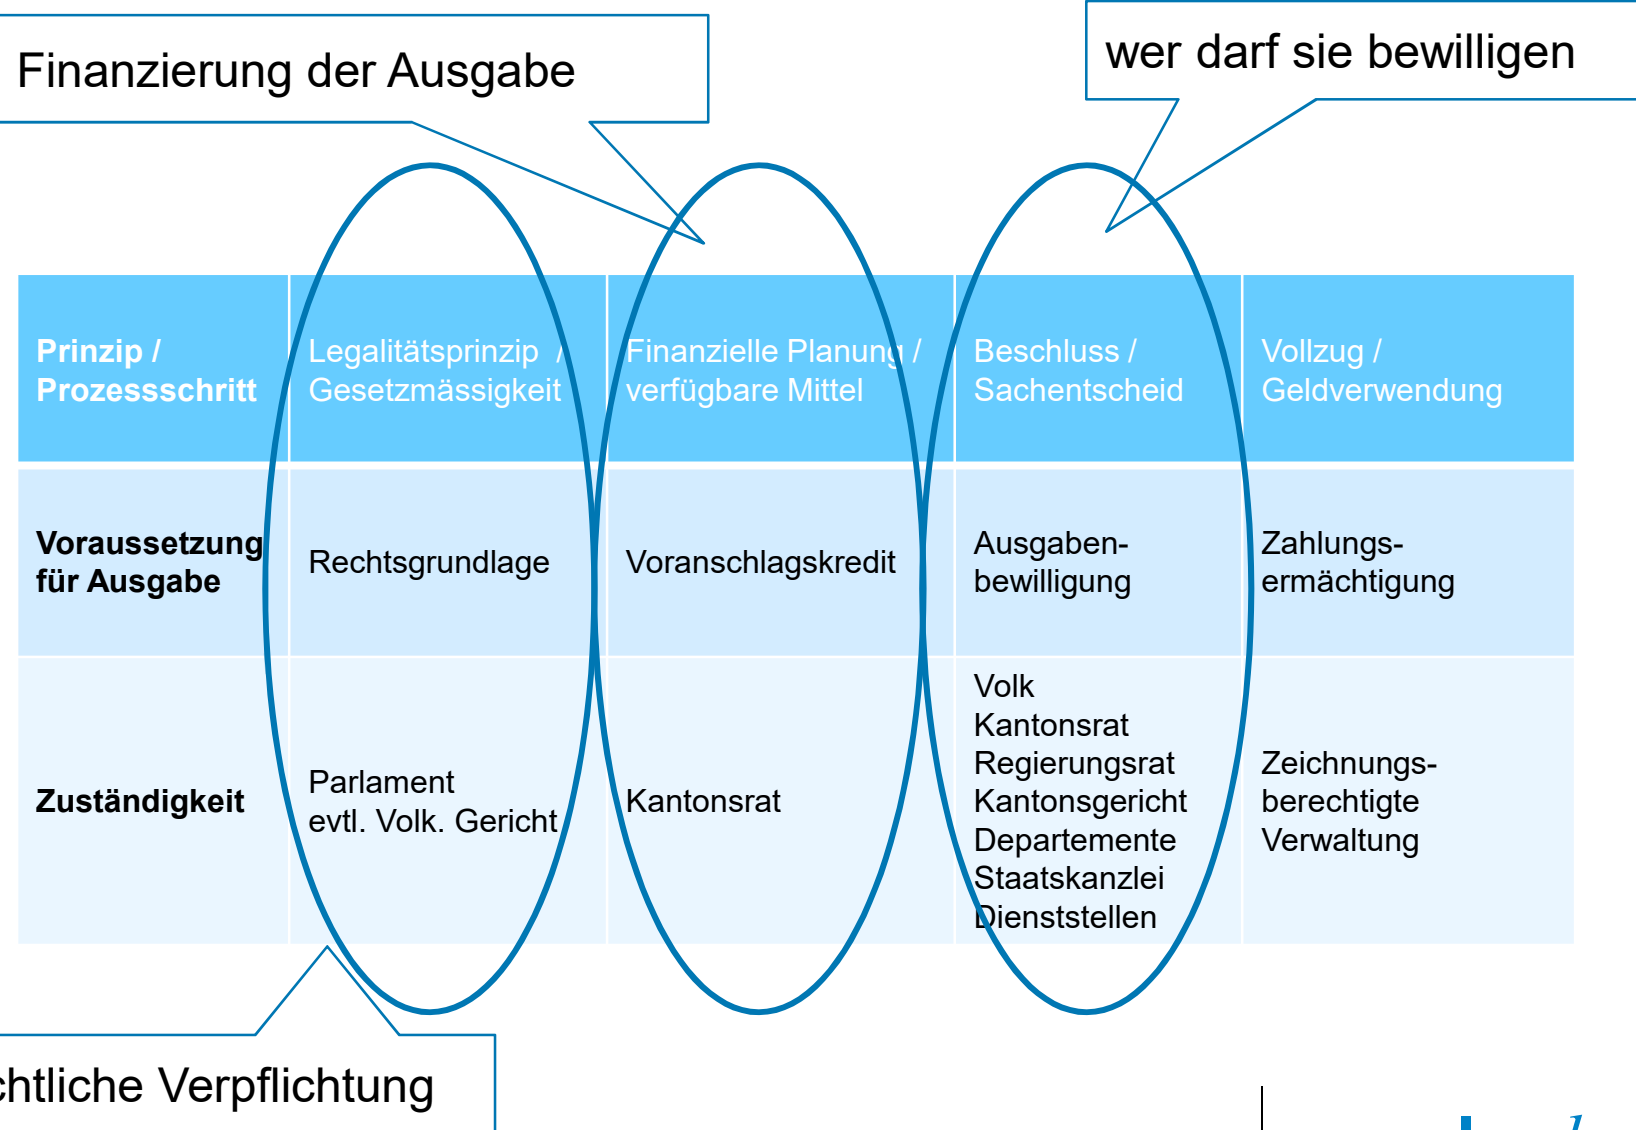 Finanzierung der Ausgabe
wer darf sie bewilligen
Prinzip /
Prozessschritt
Legalitätsprinzip /
Gesetzmässigkeit
Finanzielle Planung /
verfügbare Mittel
Beschluss /
Sachentscheid
Vollzug /
Geldverwendung
Voraussetzung
für Ausgabe
Rechtsgrundlage
Voranschlagskredit
Ausgaben-
bewilligung
Zahlungs-
ermächtigung
Zuständigkeit
Parlament
evtl. Volk. Gericht
Kantonsrat
Volk
Kantonsrat
Regierungsrat
Kantonsgericht
Departemente
Staatskanzlei
Dienststellen
Zeichnungs-
berechtigte
Verwaltung
chtliche Verpflichtung